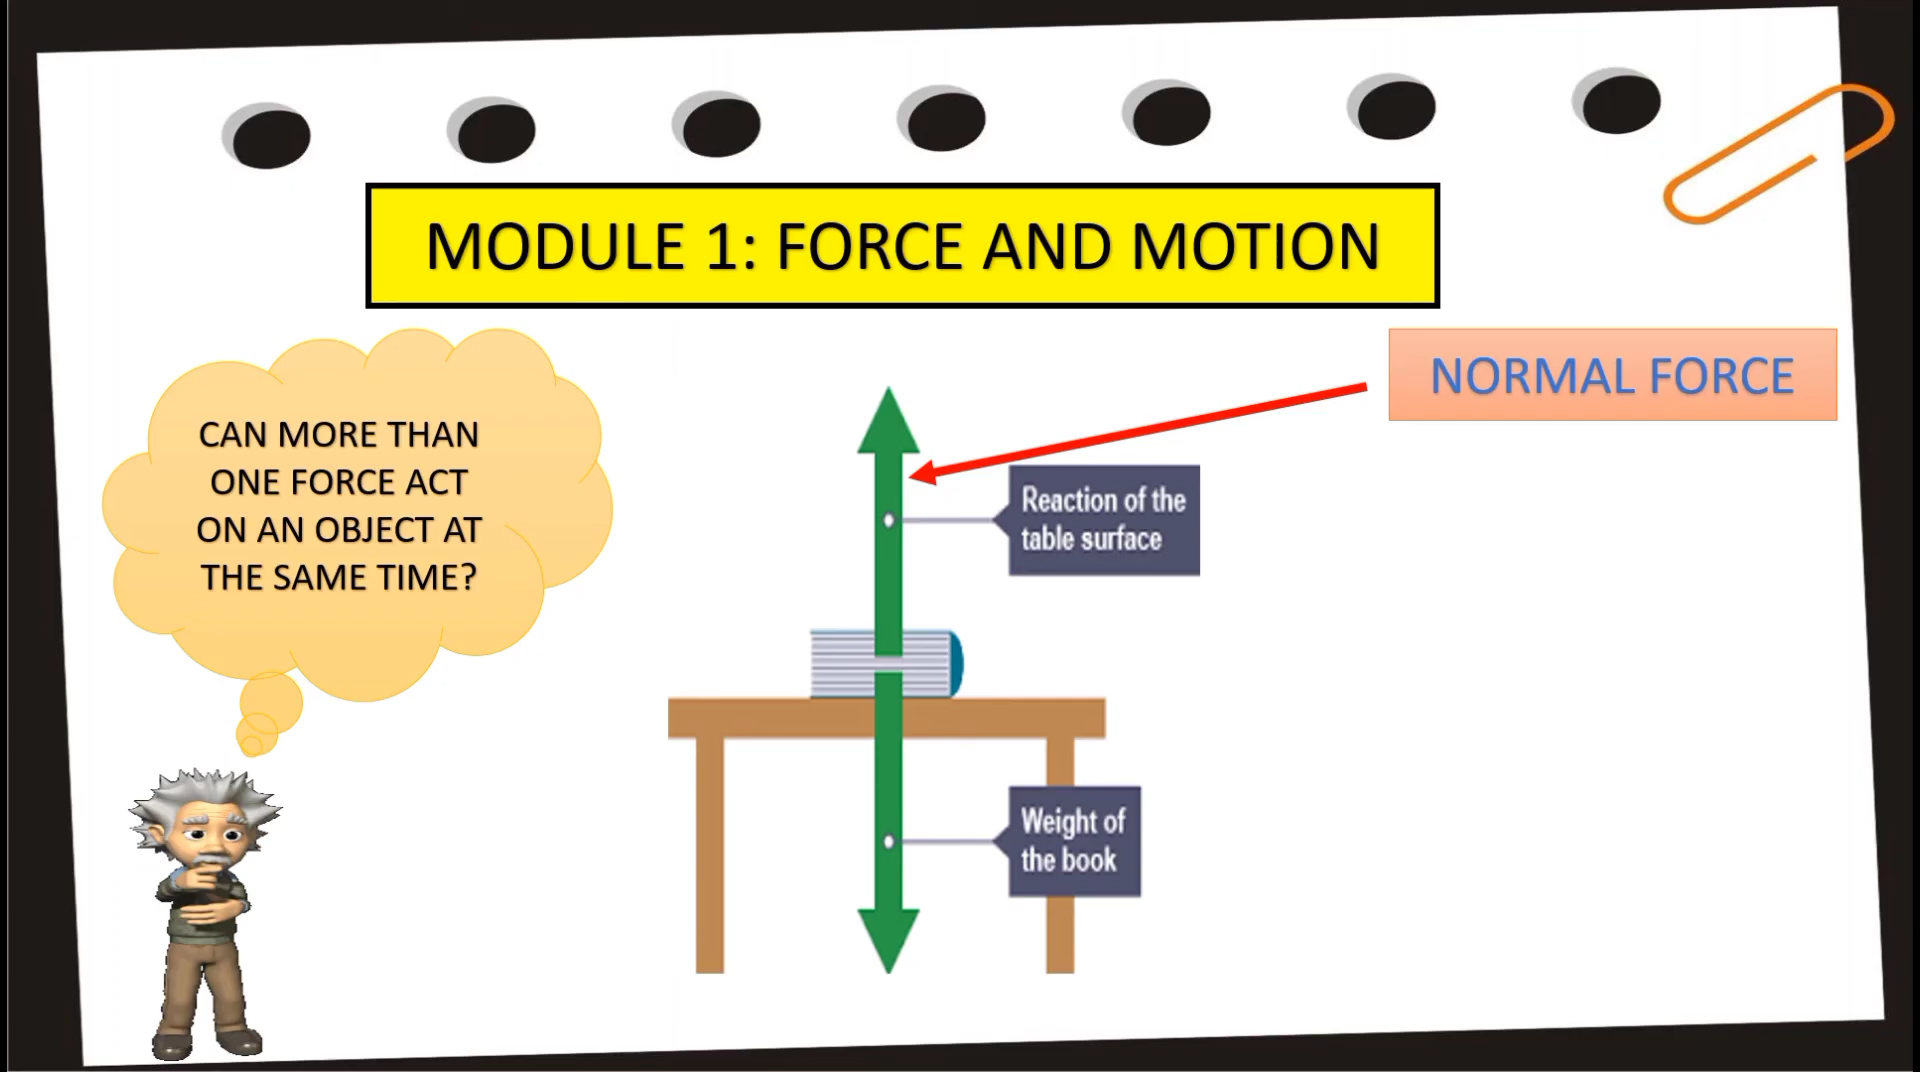 MODULE 1: FORCE AND MOTION
CAN MORE THAN
ONE FORCE ACT
ON AN OBJECT AT
THE SAME TIME?
NORMAL FORCE
Reaction of the
table surface
Weight of
the book